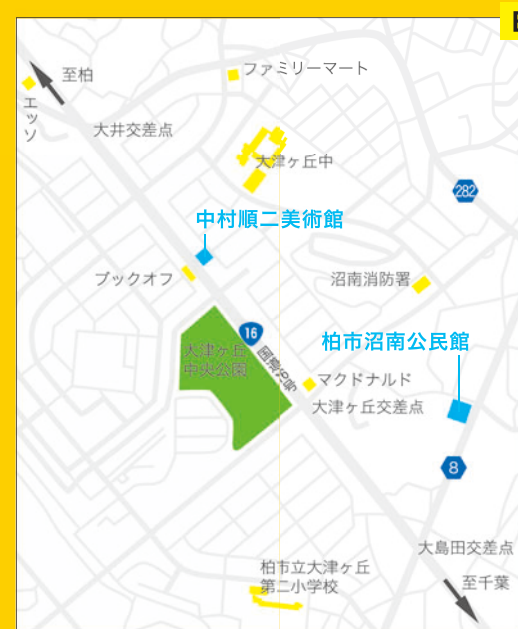 至柏
ファミリーマート
エッソ
大井交差点
大津ヶ丘中
282
中村順二美術館
ブックオフ
沼南消防署
16
国道16号
大津ヶ丘
中央公園
柏市沼南公民館
マクドナルド
大津ヶ丘交差点
8
大島田交差点
柏市立大津ヶ丘
第二小学校
至千葉